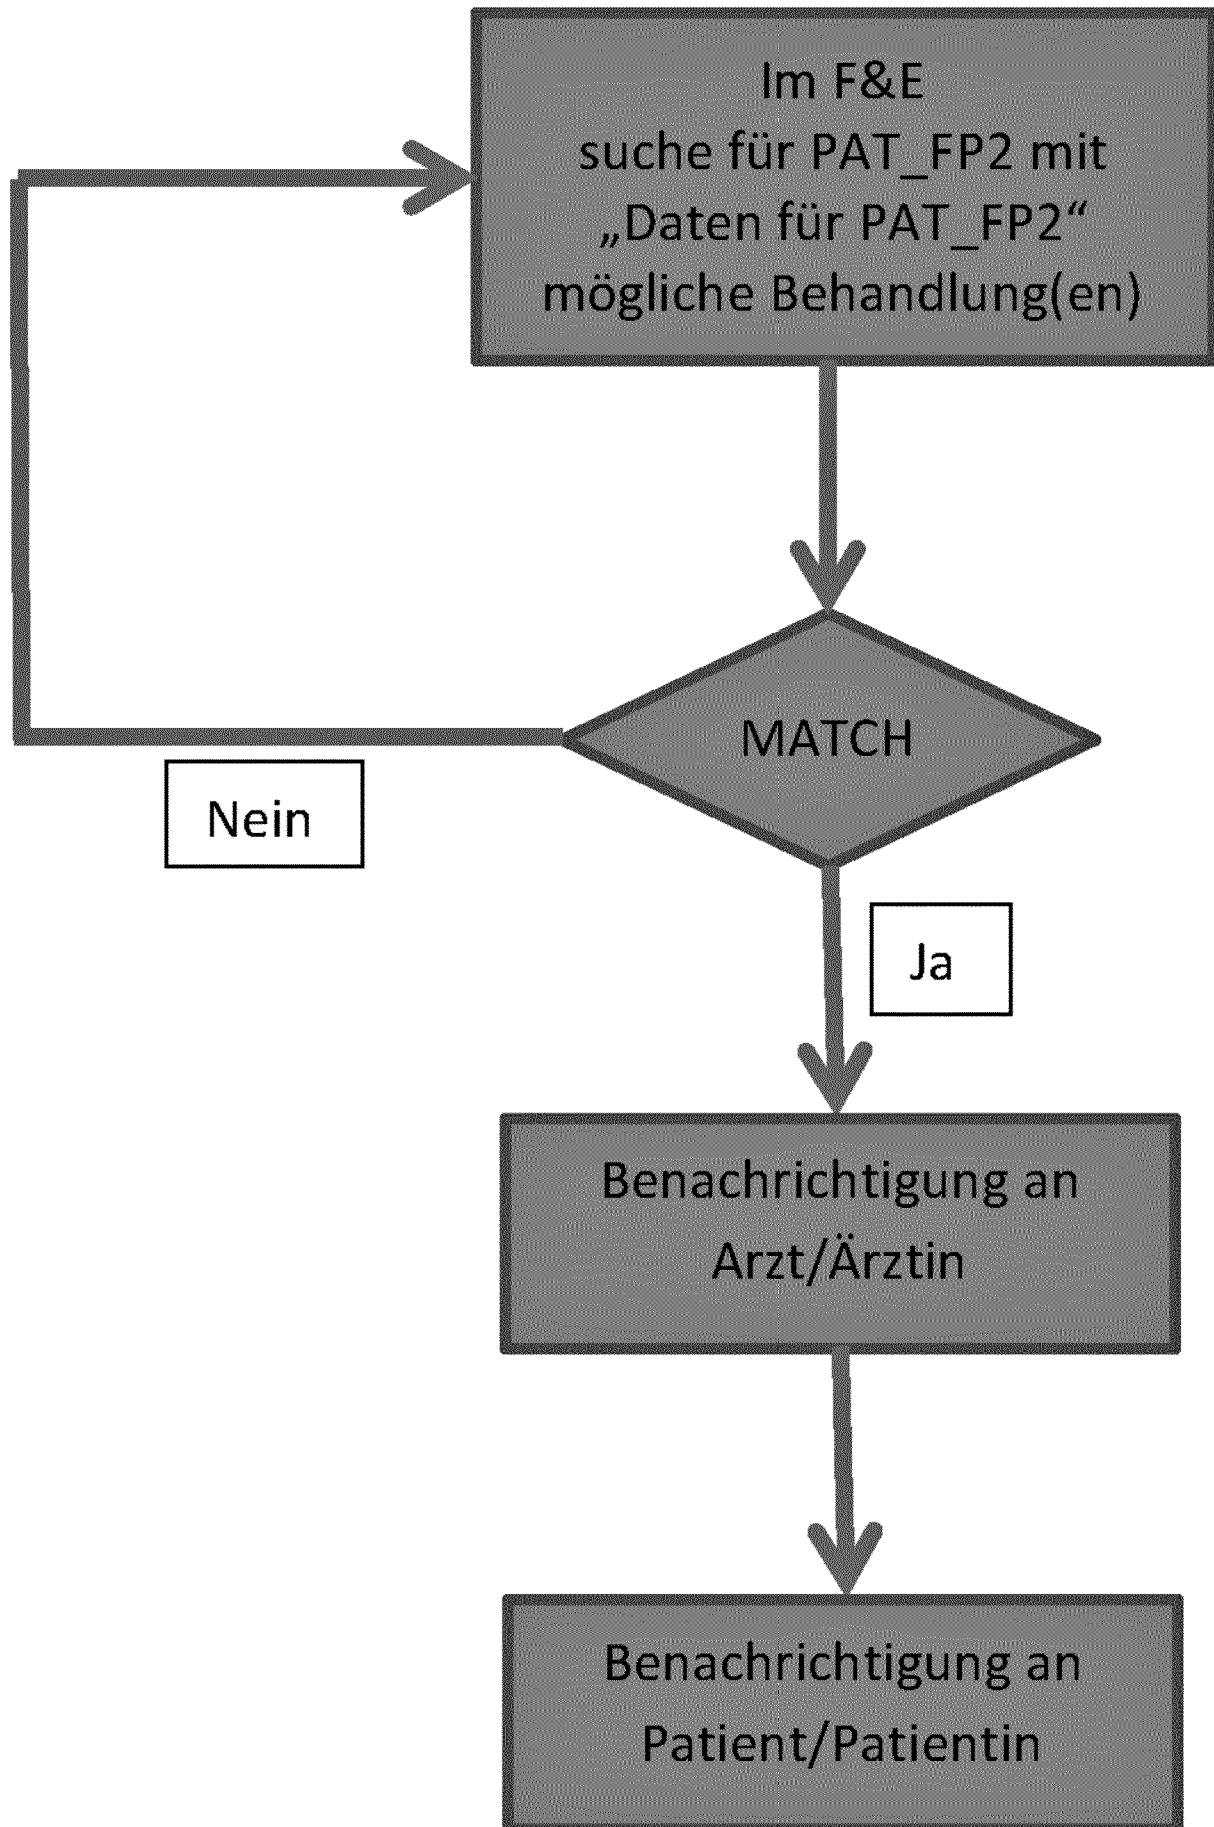 Im F&E
suche für PAT_FP2 mit
„Daten für PAT_FP2“
mögliche Behandlung(en)
MATCH
Nein
Ja
Benachrichtigung an
Arzt/Ärztin
Benachrichtigung an
Patient/Patientin